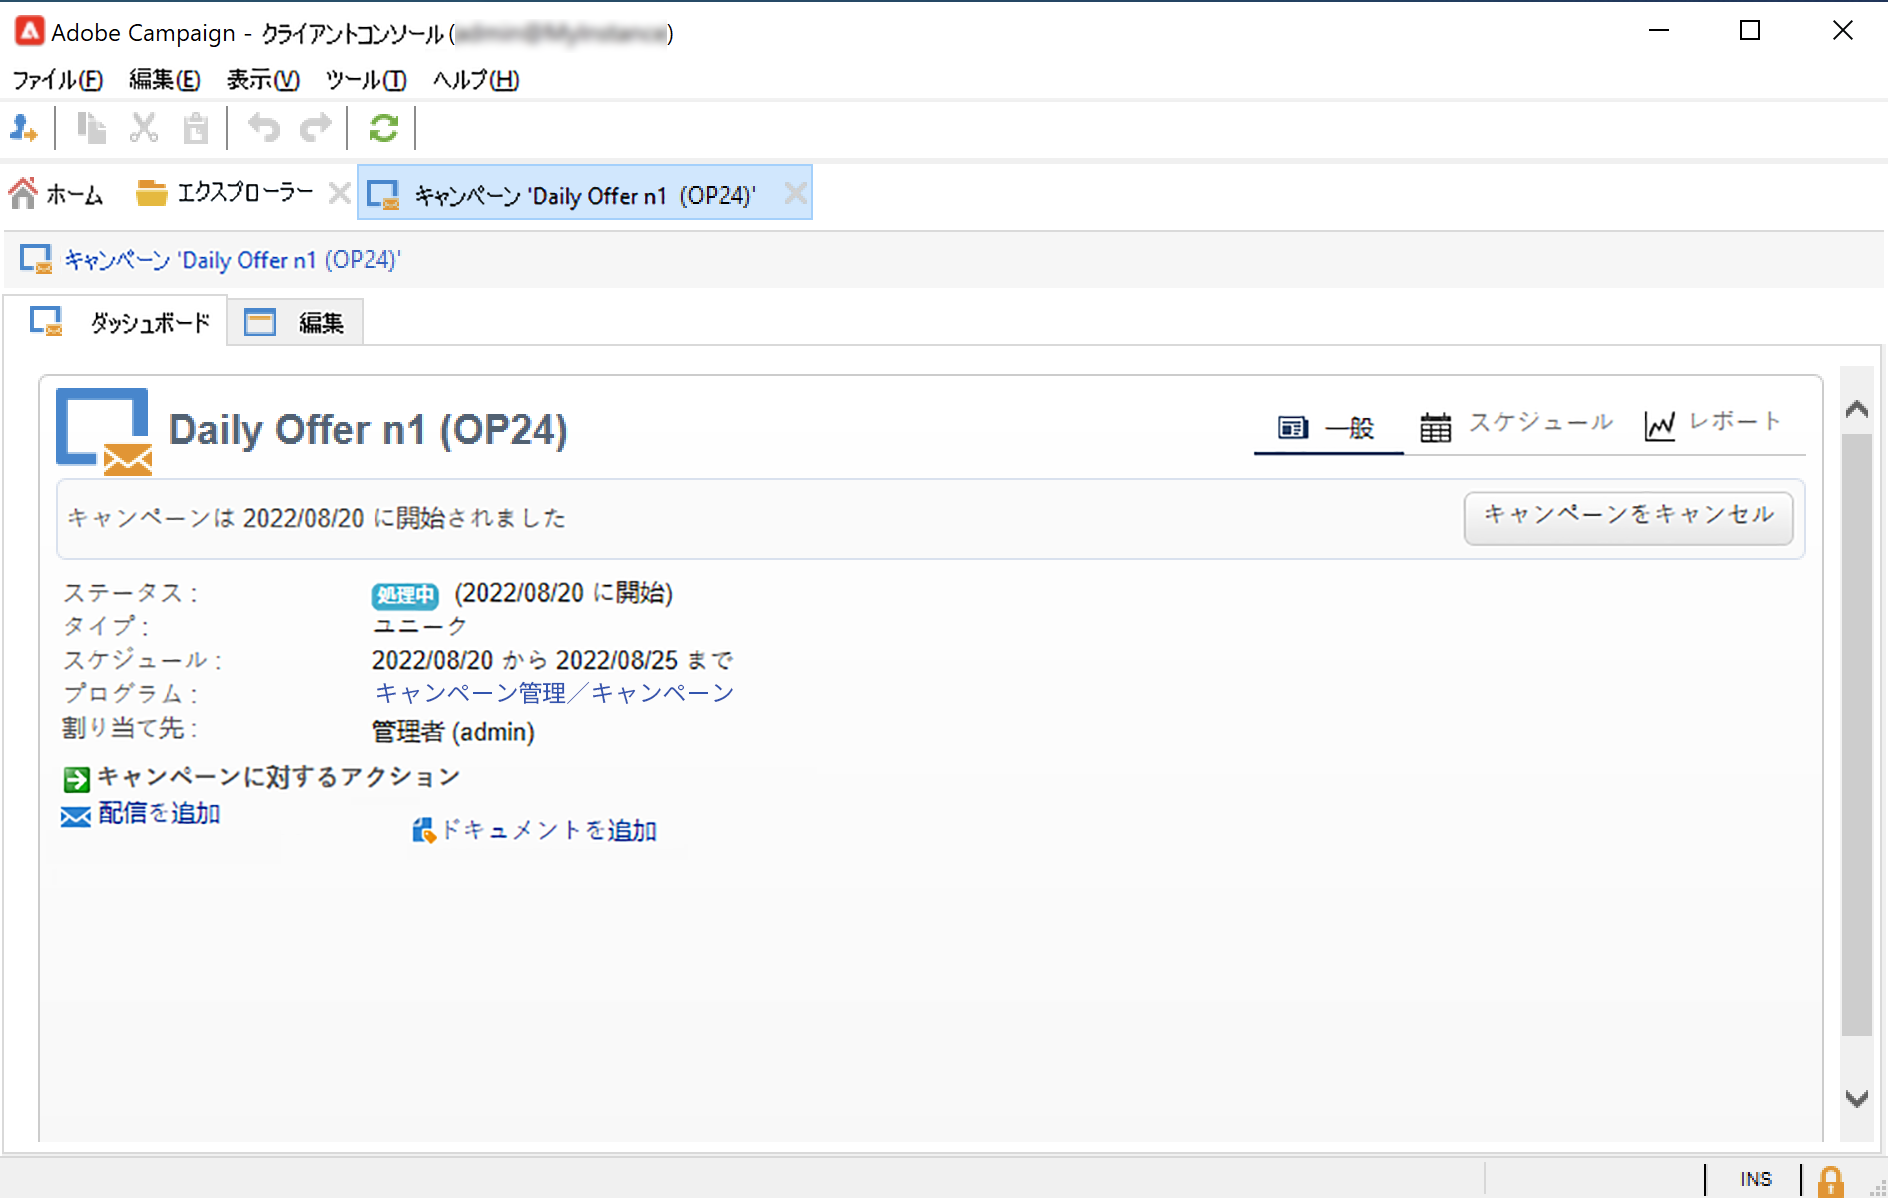 Adobe Campaign - クライアントコンソール ( )
ファイル(F) 編集(E) 表示(V) ツール(T) ヘルプ(H)
ホーム エクスプローラー キャンペーン 'Daily Offer n1 (OP24)'
キャンペーン 'Daily Offer n1 (OP24)'
ダッシュボード 編集
Daily Offer n1 (OP24) 一般 スケジュール レポート
キャンペーンは 2022/08/20 に開始されました キャンペーンをキャンセル
ステータス : 処理中 (2022/08/20 に開始)
タイプ : ユニーク
スケジュール : 2022/08/20 から 2022/08/25 まで
プログラム : キャンペーン管理／キャンペーン
割り当て先 : 管理者 (admin)
キャンペーンに対するアクション
配信を追加 ドキュメントを追加
INS